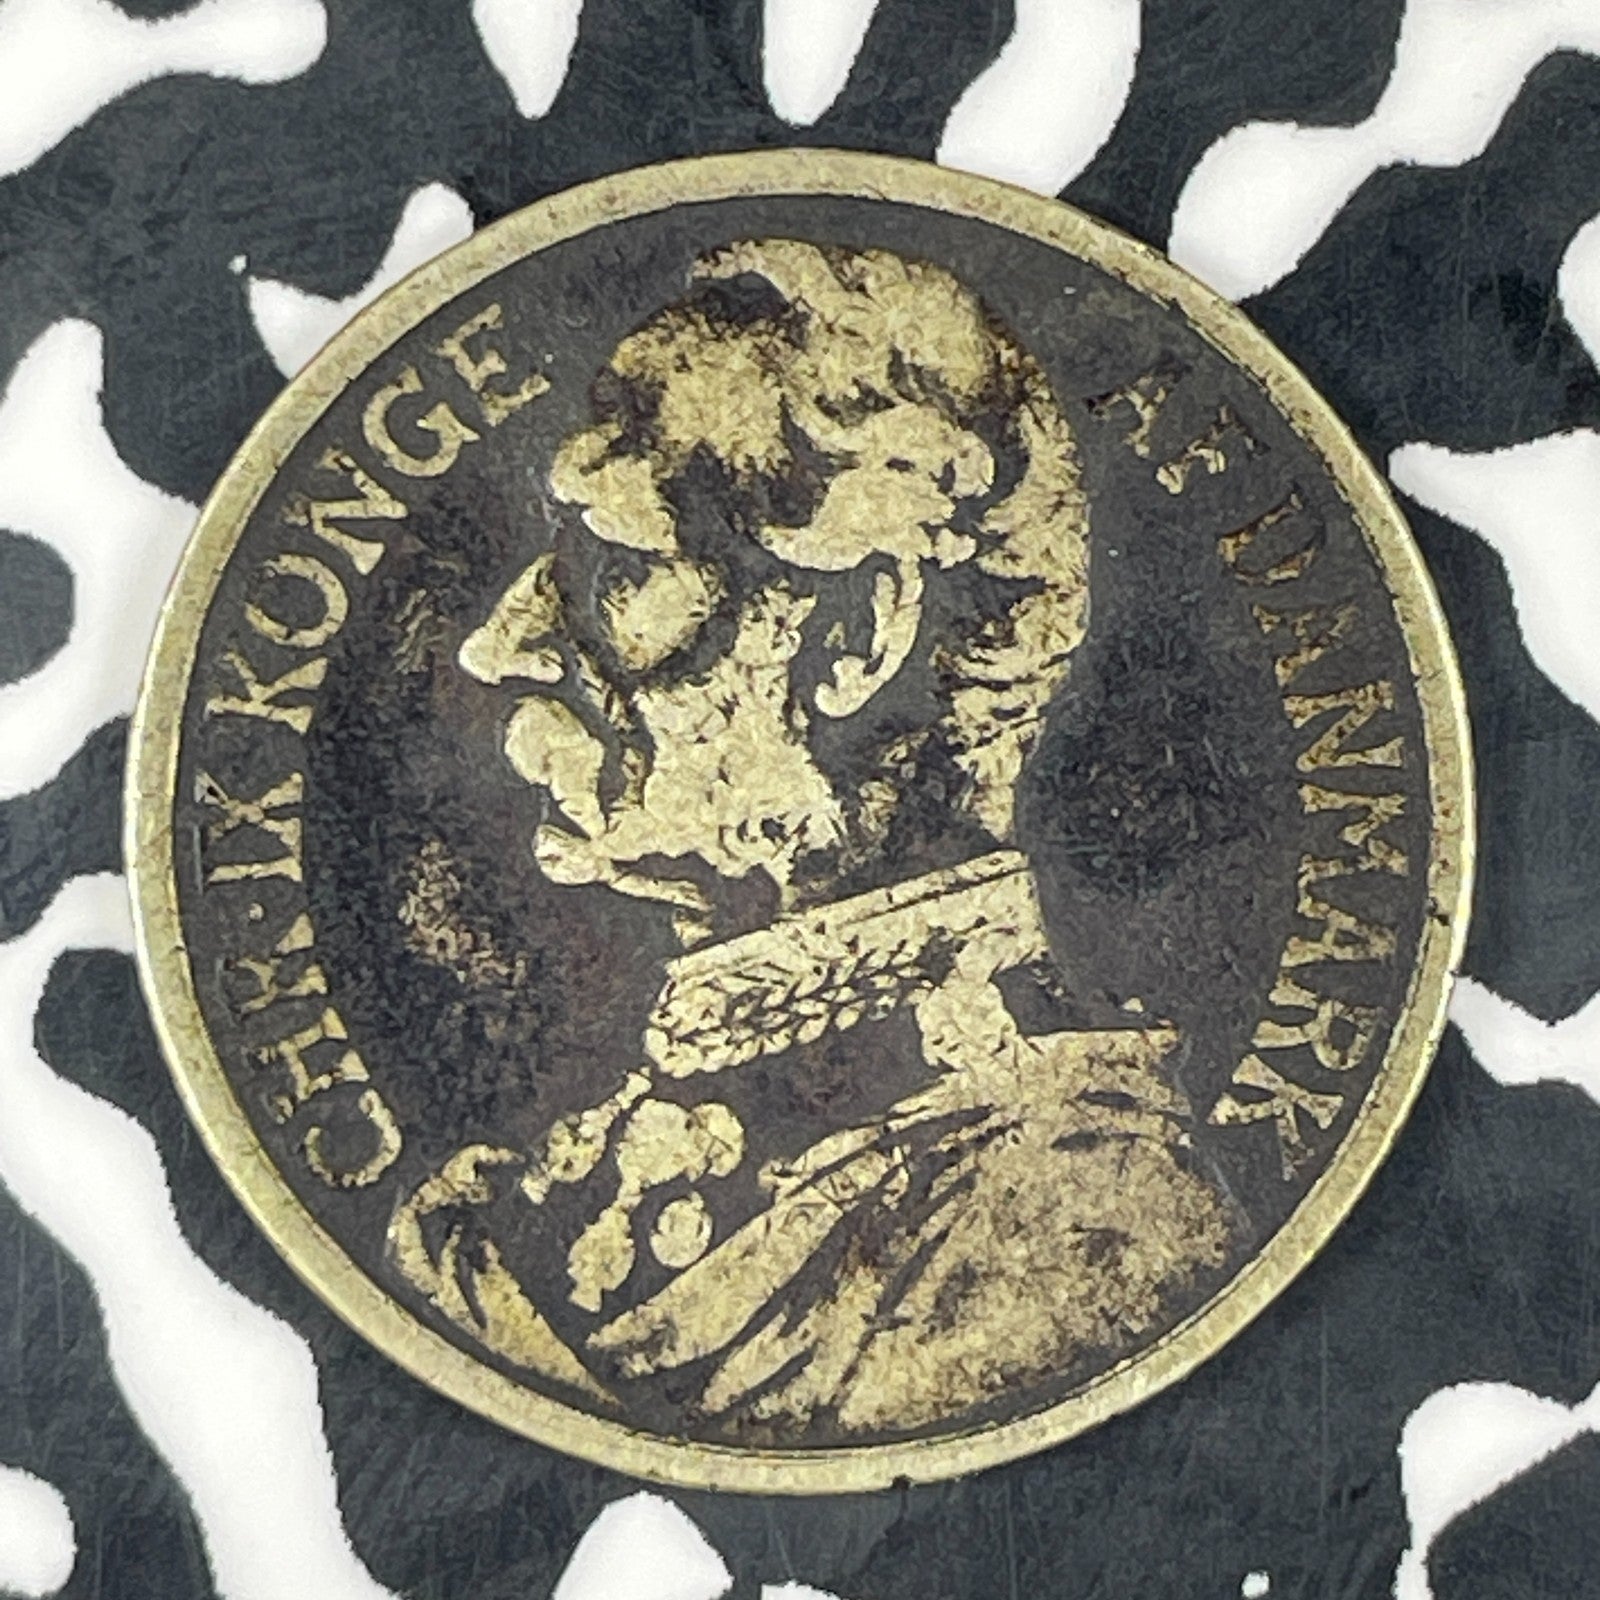 CHR·IX KONGE AF DANMARK